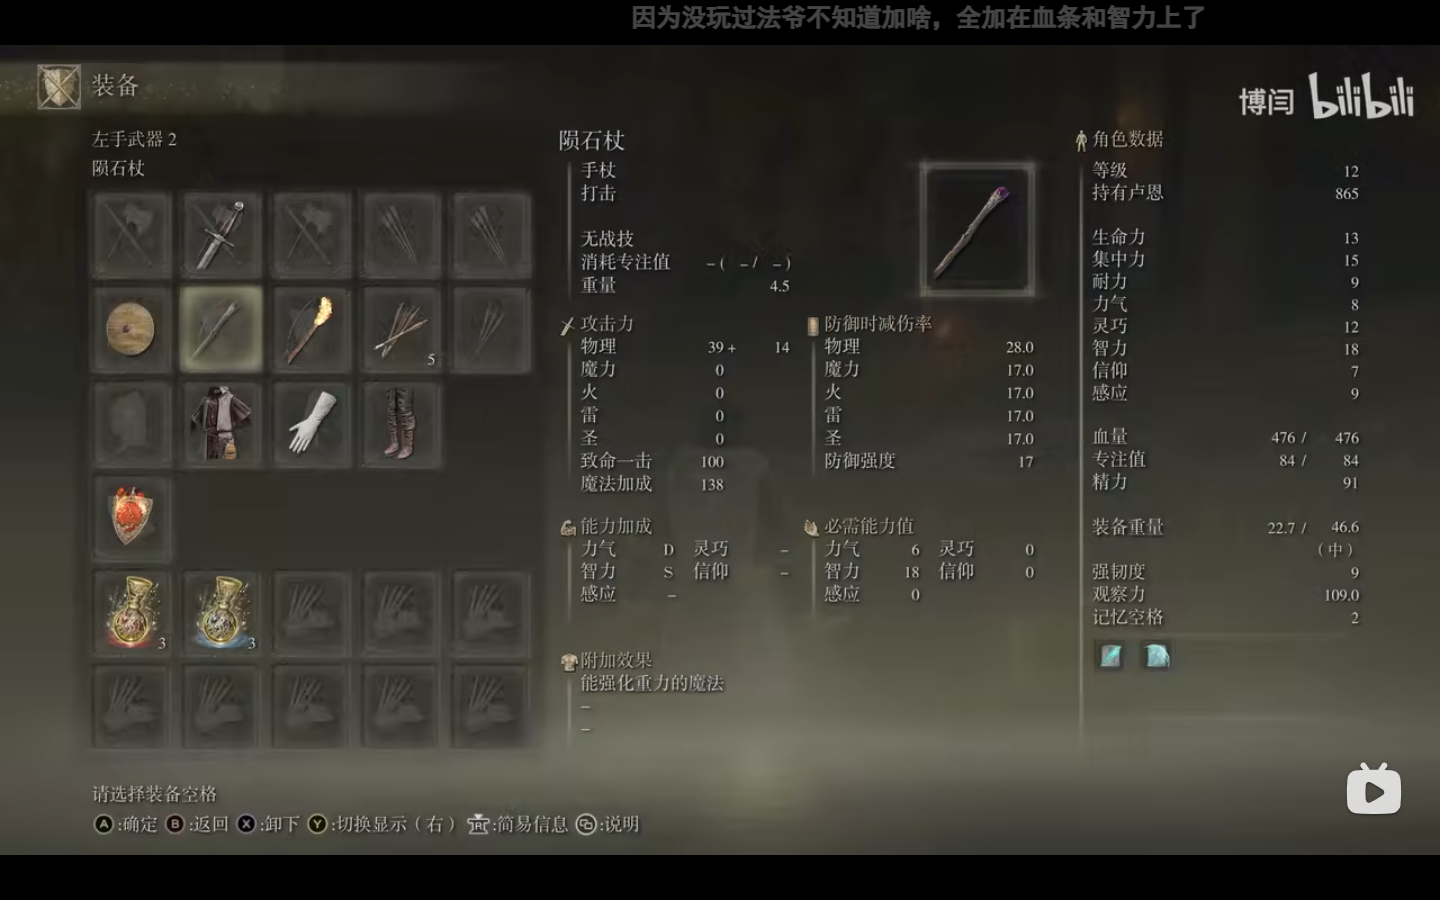 因为没玩过法爷不知道加啥，全加在血条和智力上了
装备
博闫 bilibili
左手武器 2
陨石杖
5
3
3
陨石杖
手杖
打击
无战技
消耗专注值 – ( – / – )
重量 4.5
攻击力
物理 39 + 14
魔力 0
火 0
雷 0
圣 0
致命一击 100
魔法加成 138
防御时减伤率
物理 28.0
魔力 17.0
火 17.0
雷 17.0
圣 17.0
防御强度 17
能力加成
力气 D 灵巧 –
智力 S 信仰 –
感应 –
必需能力值
力气 6 灵巧 0
智力 18 信仰 0
感应 0
附加效果
能强化重力的魔法
–
–
角色数据
等级 12
持有卢恩 865
生命力 13
集中力 15
耐力 9
力气 8
灵巧 12
智力 18
信仰 7
感应 9
血量 476 / 476
专注值 84 / 84
精力 91
装备重量 22.7 / 46.6
（中）
强韧度 9
观察力 109.0
记忆空格 2
请选择装备空格
A:确定 B:返回 X:卸下 Y:切换显示（右） R:简易信息 :说明